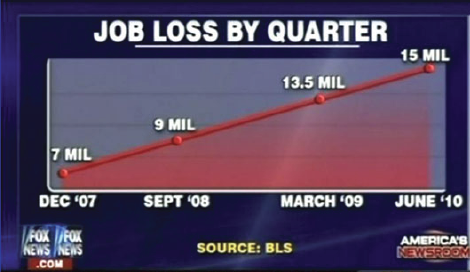 JOB LOSS BY QUARTER
15 MIL
13.5 MIL
9 MIL
7 MIL
DEC '07 SEPT '08 MARCH '09 JUNE '10
FOX NEWS FOX NEWS
.COM
SOURCE: BLS
AMERICA'S
NEWSROOM